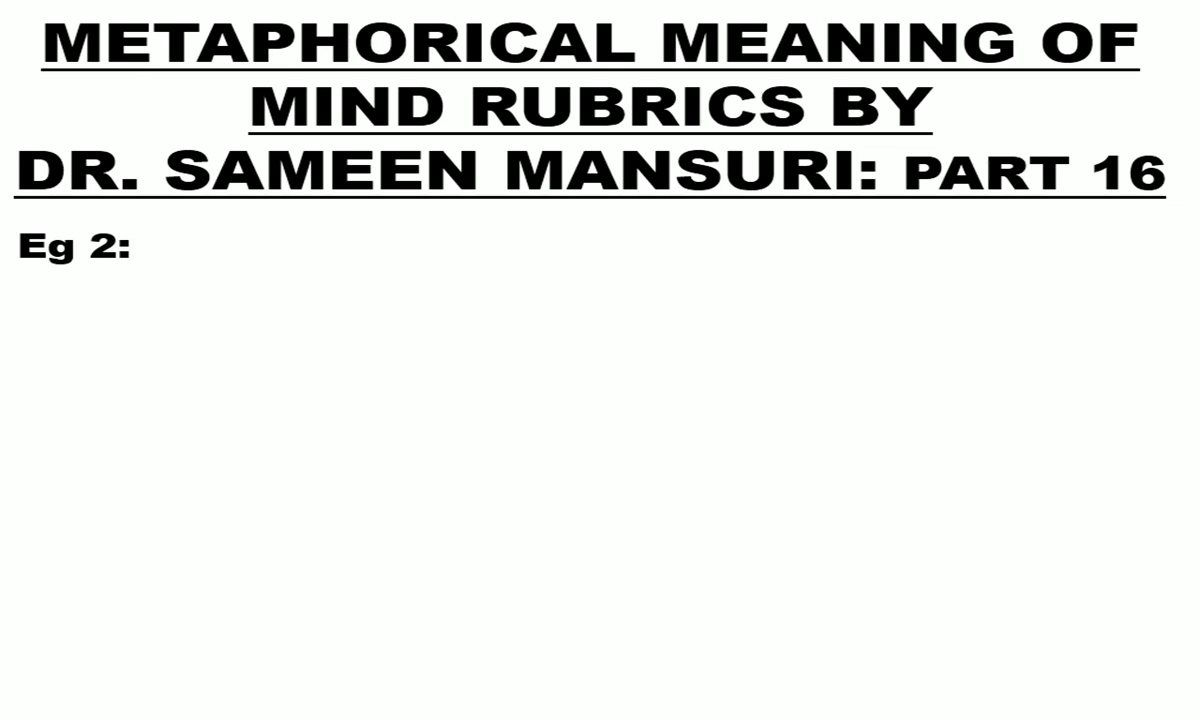 METAPHORICAL MEANING OF
MIND RUBRICS BY
DR. SAMEEN MANSURI: PART 16
Eg 2: